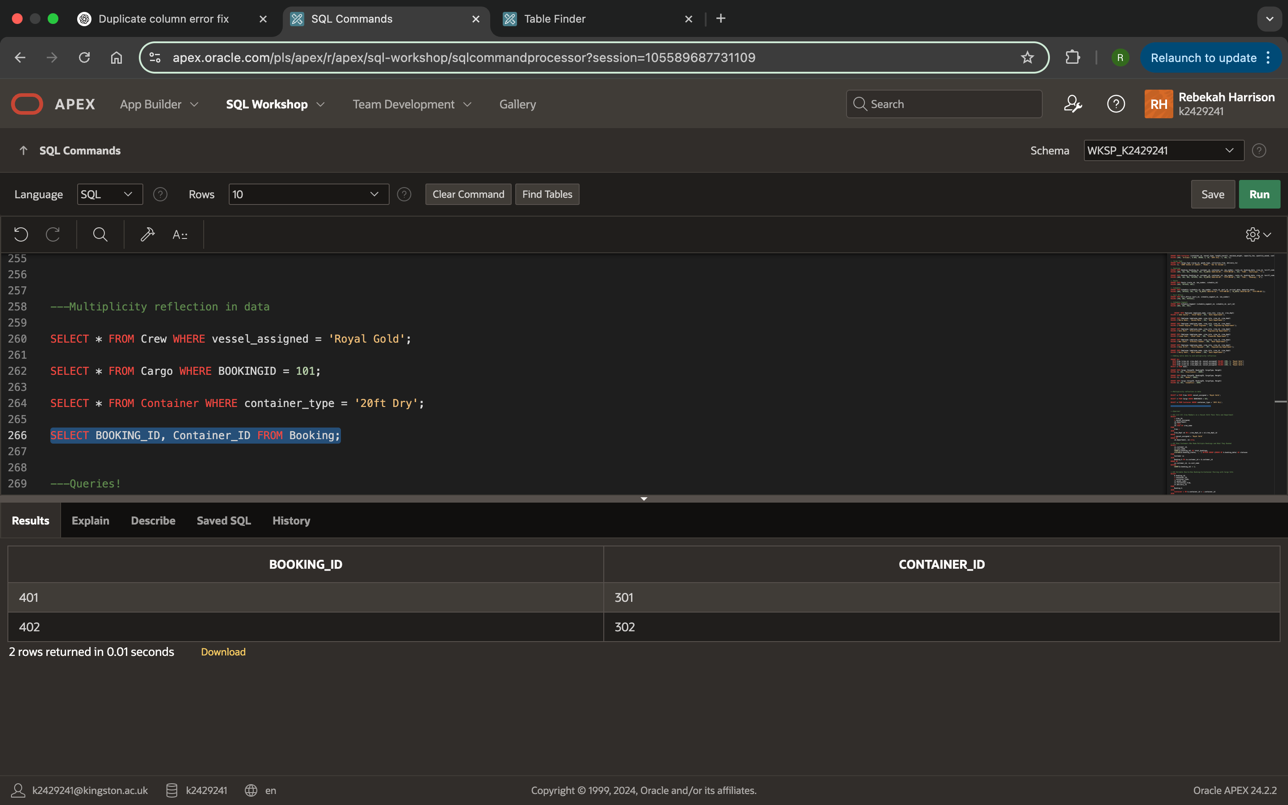 Duplicate column error fix
SQL Commands
Table Finder
apex.oracle.com/pls/apex/r/apex/sql-workshop/sqlcommandprocessor?session=105589687731109
R
Relaunch to update
APEX
App Builder
SQL Workshop
Team Development
Gallery
Search
RH
Rebekah Harrison
k2429241
SQL Commands
Schema
WKSP_K2429241
Language
SQL
Rows
10
Clear Command
Find Tables
Save
Run
255
256
257
258 ---Multiplicity reflection in data
259
260 SELECT * FROM Crew WHERE vessel_assigned = 'Royal Gold';
261
262 SELECT * FROM Cargo WHERE BOOKINGID = 101;
263
264 SELECT * FROM Container WHERE container_type = '20ft Dry';
265
266 SELECT BOOKING_ID, Container_ID FROM Booking;
267
268
269 ---Queries!
Results
Explain
Describe
Saved SQL
History
BOOKING_ID CONTAINER_ID
401 301
402 302
2 rows returned in 0.01 seconds
Download
k2429241@kingston.ac.uk
k2429241
en
Copyright © 1999, 2024, Oracle and/or its affiliates.
Oracle APEX 24.2.2